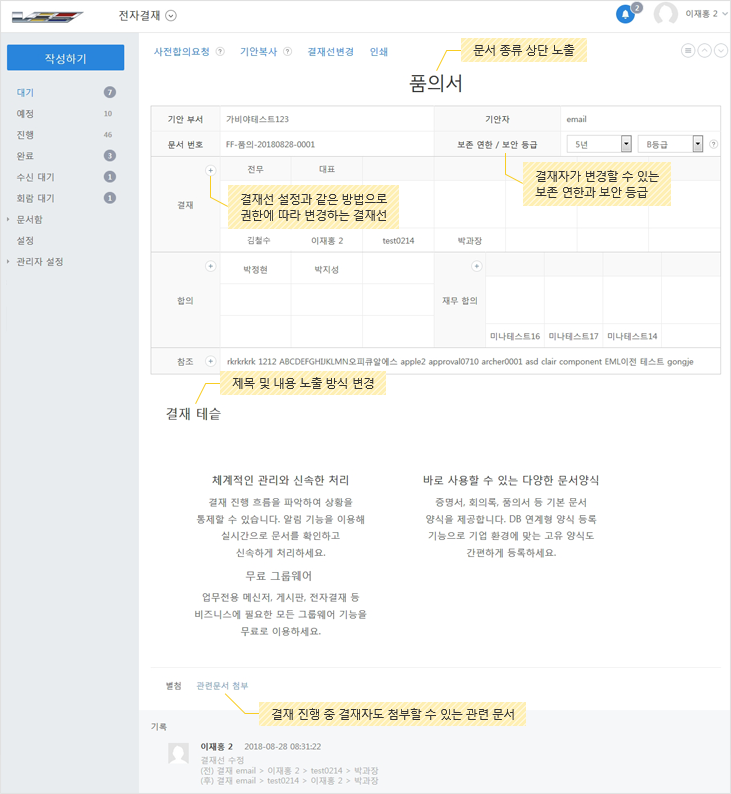 전자결재
2
이재홍 2
작성하기
대기 7
예정 10
진행 46
완료 3
수신 대기 1
회람 대기 1
문서함
설정
관리자 설정
사전합의요청 ? 기안복사 ? 결재선변경 인쇄
문서 종류 상단 노출
품의서
기안 부서 가비아테스트123 기안자 email
문서 번호 FF-품의-20180828-0001 보존 연한 / 보안 등급 5년 B등급 ?
결재자가 변경할 수 있는
보존 연한과 보안 등급
결재 + 전무 대표
결재선 설정과 같은 방법으로
권한에 따라 변경하는 결재선
김철수 이재홍 2 test0214 박과장
합의 + 박정현 박지성 재무 합의 +
미나테스트16 미나테스트17 미나테스트14
참조 + rkrkrkrk 1212 ABCDEFGHIJKLMN오피큐알에스 apple2 approval0710 archer0001 asd clair component EML이전 테스트 gongje
제목 및 내용 노출 방식 변경
결재 테슽
체계적인 관리와 신속한 처리
결재 진행 흐름을 파악하여 상황을
통제할 수 있습니다. 알림 기능을 이용해
실시간으로 문서를 확인하고
신속하게 처리하세요.
바로 사용할 수 있는 다양한 문서양식
증명서, 회의록, 품의서 등 기본 문서
양식을 제공합니다. DB 연계형 양식 등록
기능으로 기업 환경에 맞는 고유 양식도
간편하게 등록하세요.
무료 그룹웨어
업무전용 메신저, 게시판, 전자결재 등
비즈니스에 필요한 모든 그룹웨어 기능을
무료로 이용하세요.
별첨 관련문서 첨부
결재 진행 중 결재자도 첨부할 수 있는 관련 문서
기록
이재홍 2 2018-08-28 08:31:22
결재선 수정
(전) 결재 email > 이재홍 2 > test0214 > 박과장
(후) 결재 email > test0214 > 이재홍 2 > 박과장